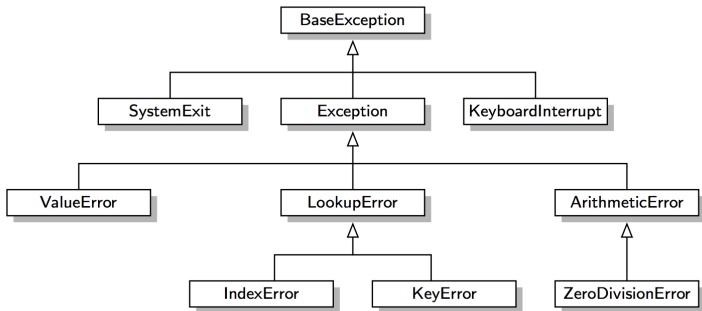 BaseException
SystemExit
Exception
KeyboardInterrupt
ValueError
LookupError
ArithmeticError
IndexError
KeyError
ZeroDivisionError